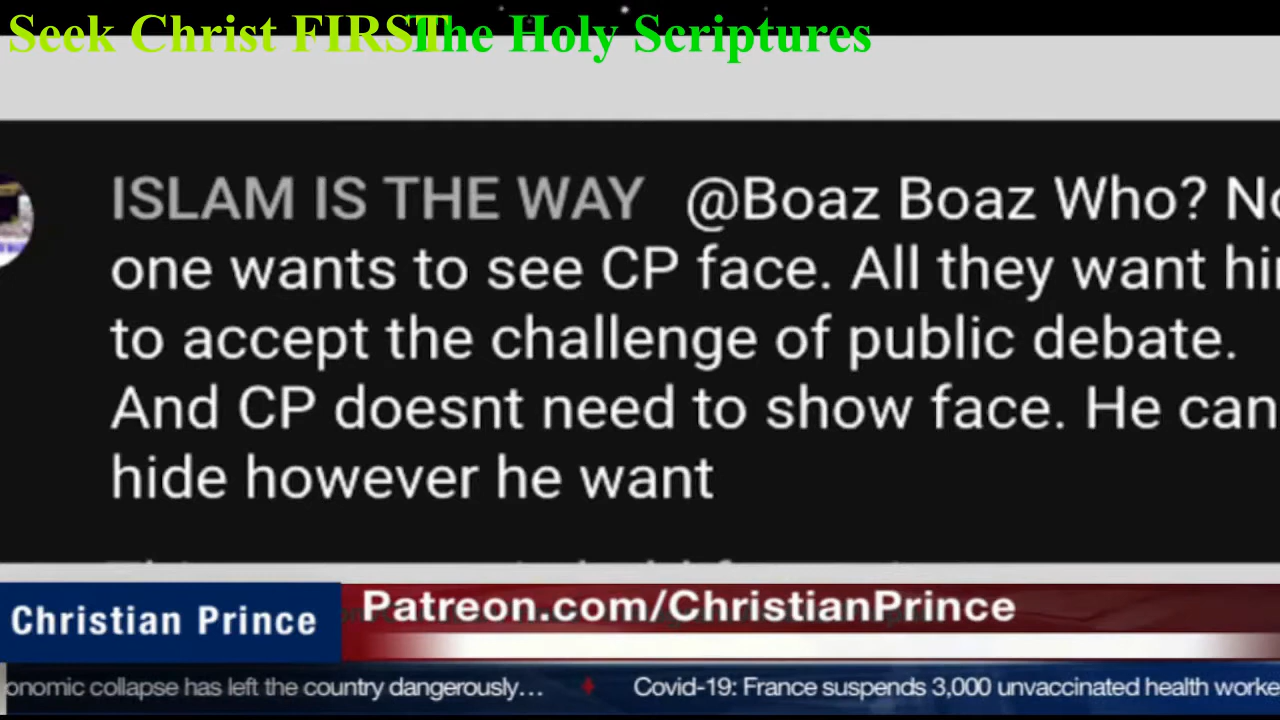 Seek Christ FIRST The Holy Scriptures
ISLAM IS THE WAY @Boaz Boaz Who? No
one wants to see CP face. All they want
to accept the challenge of public debate.
And CP doesnt need to show face. He can
hide however he want
Christian Prince
Patreon.com/ChristianPrince
collapse has left the country dangerously… Covid-19: France suspends 3,000 unvaccinated health